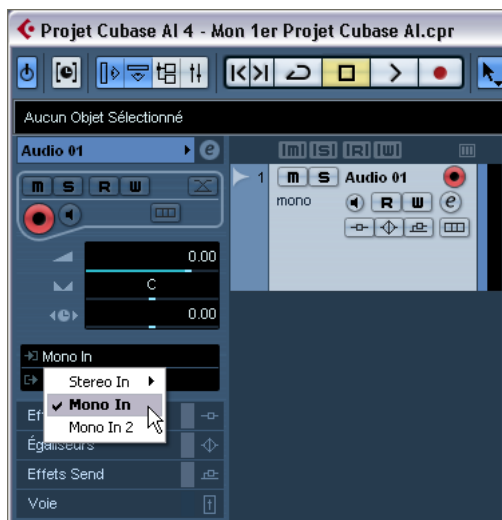 Projet Cubase AI 4 - Mon 1er Projet Cubase AI.cpr
Aucun Objet Sélectionné
Audio 01 e
m S R W
0.00
C
0.00
Mono In
Stereo In
Mono In
Mono In 2
Ef
Égaliseurs
Effets Send
Voie
m S R W
1 m S Audio 01
mono R W e